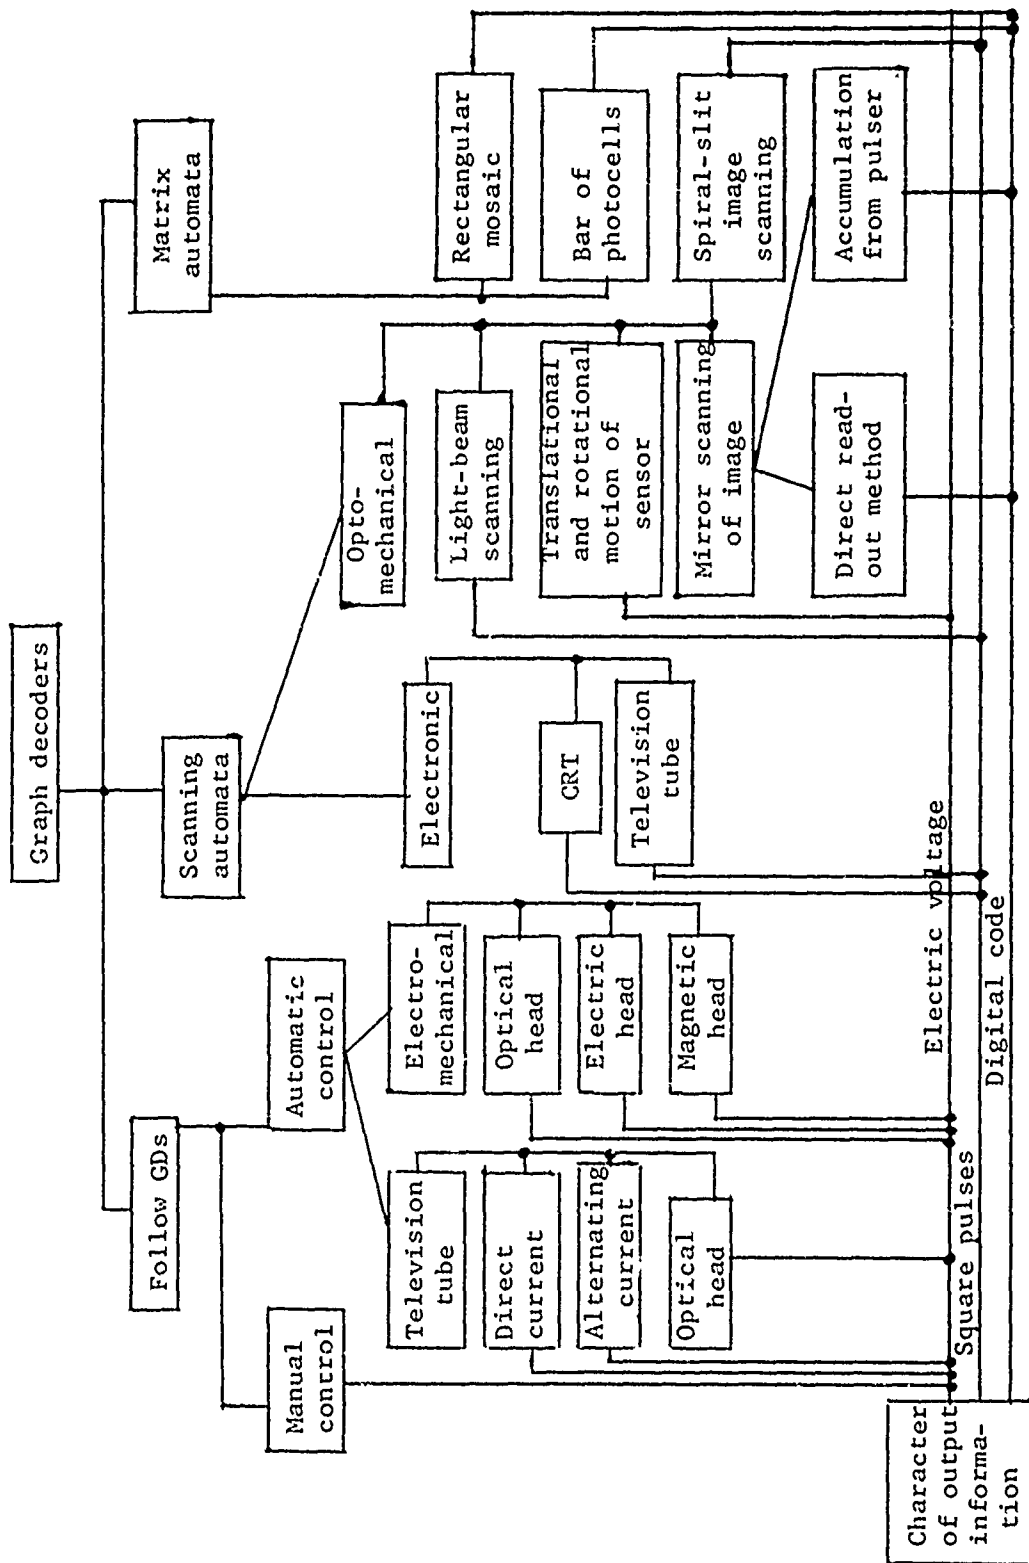 Graph decoders
Follow GDs
Scanning
automata
Matrix
automata
Manual
control
Automatic
control
Opto-
mechanical
Television
tube
Electro-
mechanical
Electronic
Light-beam
scanning
Rectangular
mosaic
Direct
current
Optical
head
CRT
Translational
and rotational
motion of
sensor
Bar of
photocells
Alternating
current
Electric
head
Television
tube
Mirror scanning
of image
Spiral-slit
image
scanning
Optical
head
Magnetic
head
Direct read-
out method
Accumulation
from pulser
Character
of output
informa-
tion
Electric voltage
Square pulses
Digital code